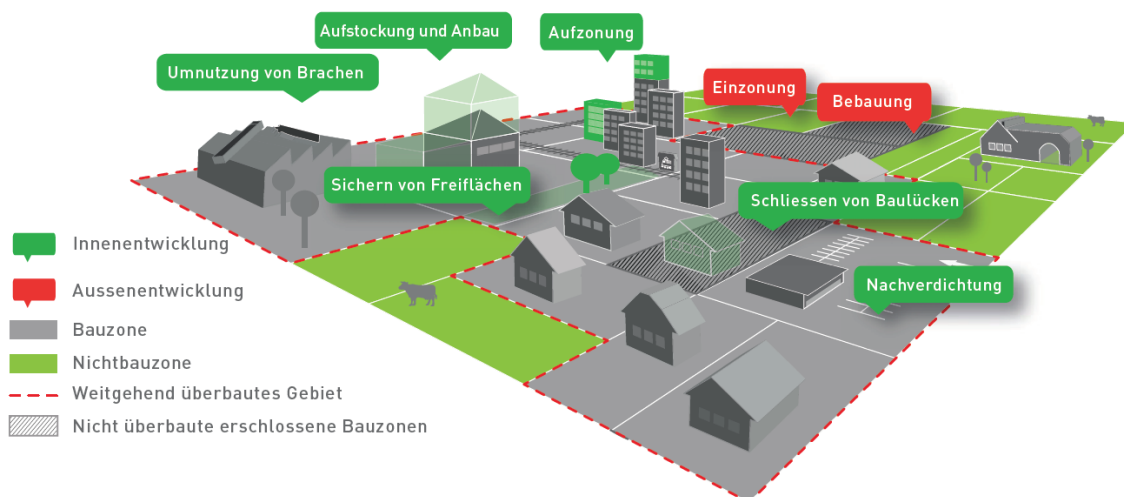 Aufstockung und Anbau
Aufzonung
Umnutzung von Brachen
Einzonung
Bebauung
Sichern von Freiflächen
Schliessen von Baulücken
Nachverdichtung
Innenentwicklung
Aussenentwicklung
Bauzone
Nichtbauzone
Weitgehend überbautes Gebiet
Nicht überbaute erschlossene Bauzonen